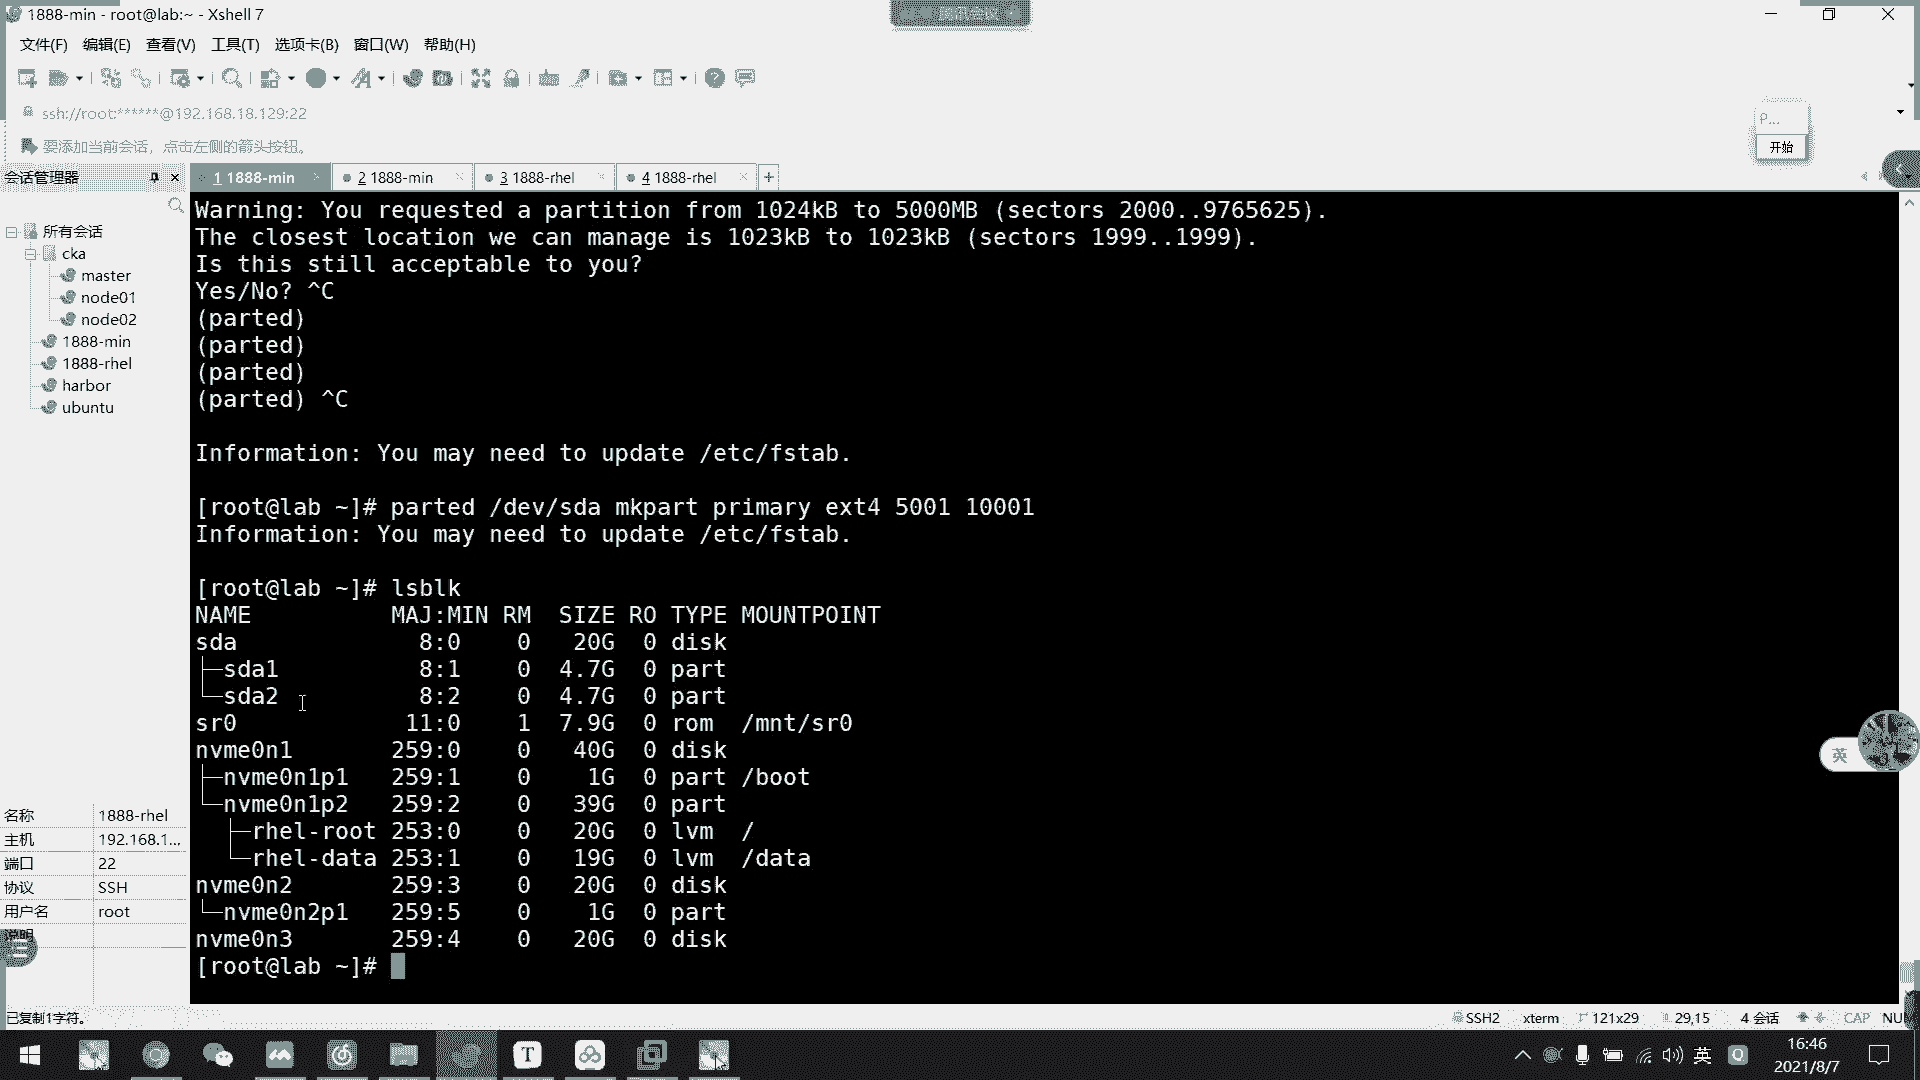 1888-min - root@lab:~ - Xshell 7
文件(F) 编辑(E) 查看(V) 工具(T) 选项卡(B) 窗口(W) 帮助(H)
ssh://root:******@192.168.18.129:22
要添加当前会话，点击左侧的箭头按钮。
P...
开始
会话管理器
1 1888-min
2 1888-min
3 1888-rhel
4 1888-rhel
所有会话
cka
master
node01
node02
1888-min
1888-rhel
harbor
ubuntu
Warning: You requested a partition from 1024kB to 5000MB (sectors 2000..9765625).
The closest location we can manage is 1023kB to 1023kB (sectors 1999..1999).
Is this still acceptable to you?
Yes/No? ^C
(parted)
(parted)
(parted)
(parted) ^C
Information: You may need to update /etc/fstab.
[root@lab ~]# parted /dev/sda mkpart primary ext4 5001 10001
Information: You may need to update /etc/fstab.
[root@lab ~]# lsblk
NAME MAJ:MIN RM SIZE RO TYPE MOUNTPOINT
sda 8:0 0 20G 0 disk
├─sda1 8:1 0 4.7G 0 part
└─sda2 8:2 0 4.7G 0 part
sr0 11:0 1 7.9G 0 rom /mnt/sr0
nvme0n1 259:0 0 40G 0 disk
├─nvme0n1p1 259:1 0 1G 0 part /boot
└─nvme0n1p2 259:2 0 39G 0 part
├─rhel-root 253:0 0 20G 0 lvm /
└─rhel-data 253:1 0 19G 0 lvm /data
nvme0n2 259:3 0 20G 0 disk
└─nvme0n2p1 259:5 0 1G 0 part
nvme0n3 259:4 0 20G 0 disk
[root@lab ~]#
英
名称 1888-rhel
主机 192.168.1...
端口 22
协议 SSH
用户名 root
说明
已复制1字符。
SSH2 xterm 121x29 29,15 4 会话 CAP NUM
英
16:46
2021/8/7